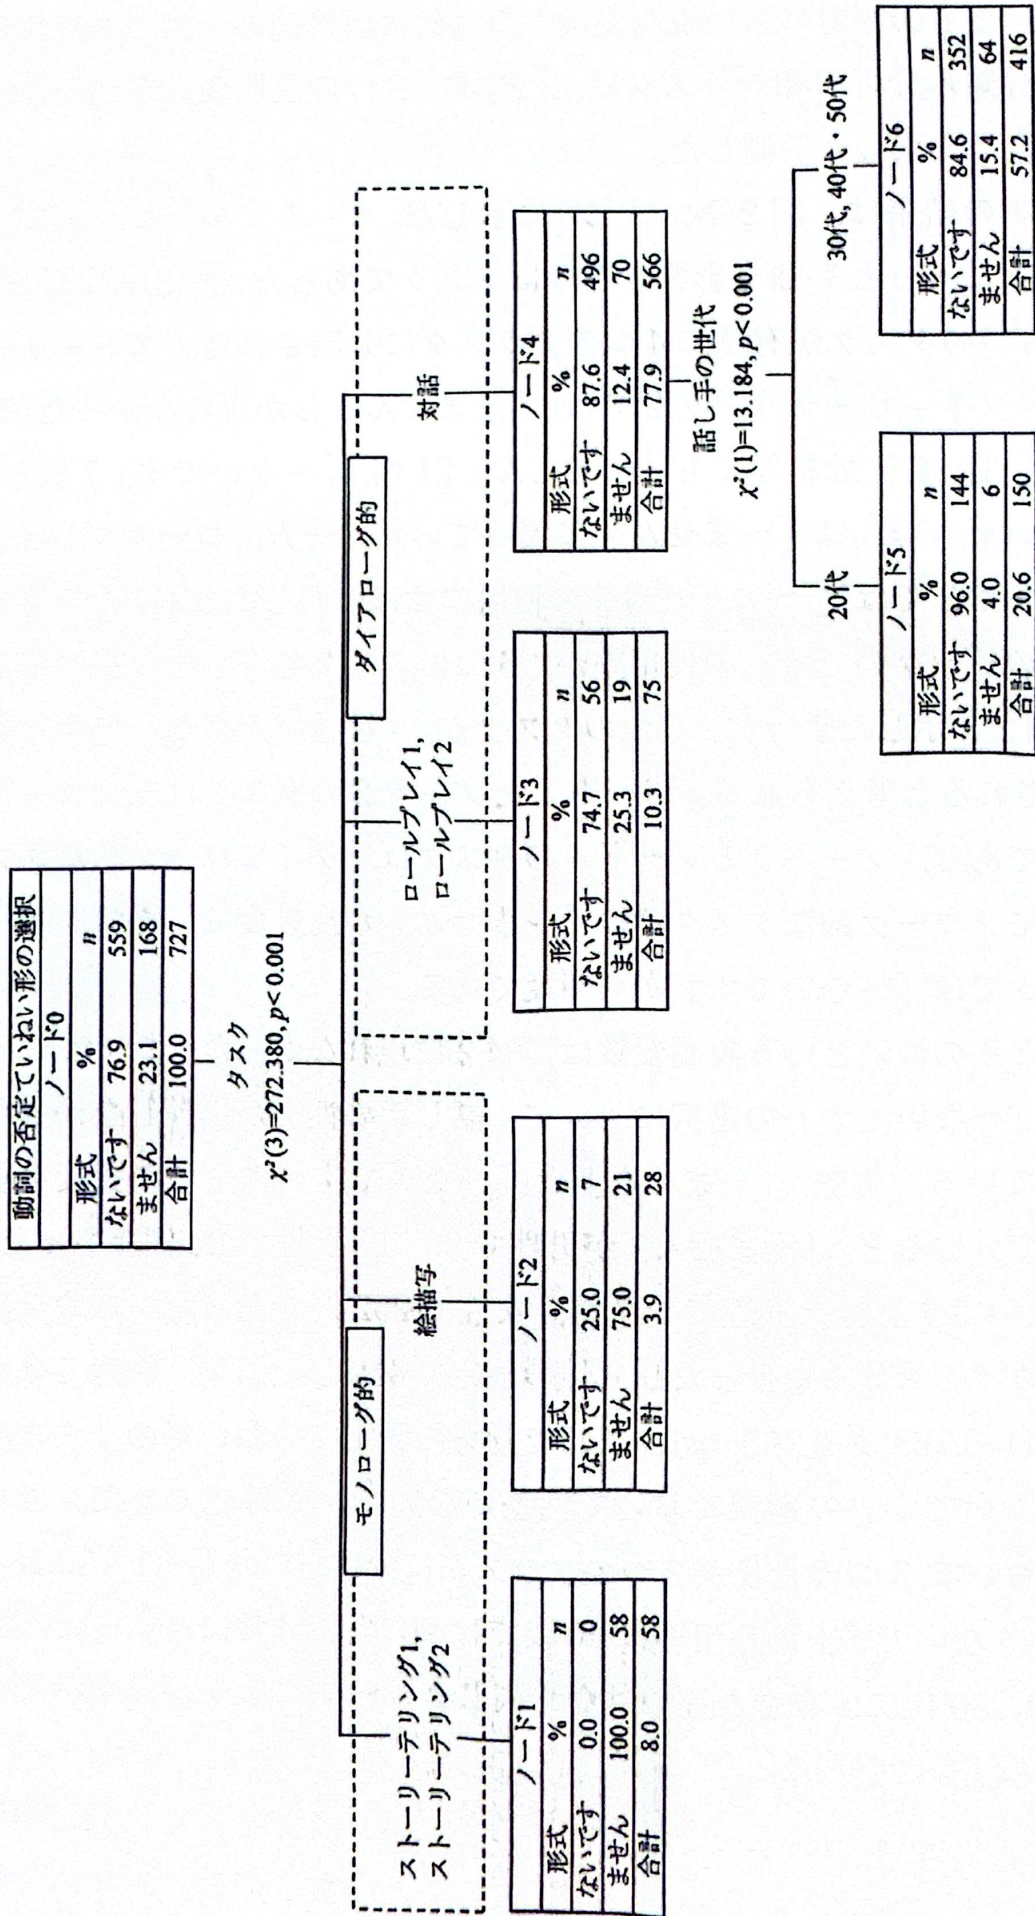 動詞の否定ていねい形の選択
ノード0
形式 % n
ないです 76.9 559
ません 23.1 168
合計 100.0 727
タスク
χ²(3)=272.380, p<0.001
モノローグ的
ダイアローグ的
ストーリーテリング1,
ストーリーテリング2
絵描写
ロールプレイ1,
ロールプレイ2
対話
ノード1
形式 % n
ないです 0.0 0
ません 100.0 58
合計 8.0 58
ノード2
形式 % n
ないです 25.0 7
ません 75.0 21
合計 3.9 28
ノード3
形式 % n
ないです 74.7 56
ません 25.3 19
合計 10.3 75
ノード4
形式 % n
ないです 87.6 496
ません 12.4 70
合計 77.9 566
話し手の世代
χ²(1)=13.184, p<0.001
20代
30代, 40代・50代
ノード5
形式 % n
ないです 96.0 144
ません 4.0 6
合計 20.6 150
ノード6
形式 % n
ないです 84.6 352
ません 15.4 64
合計 57.2 416